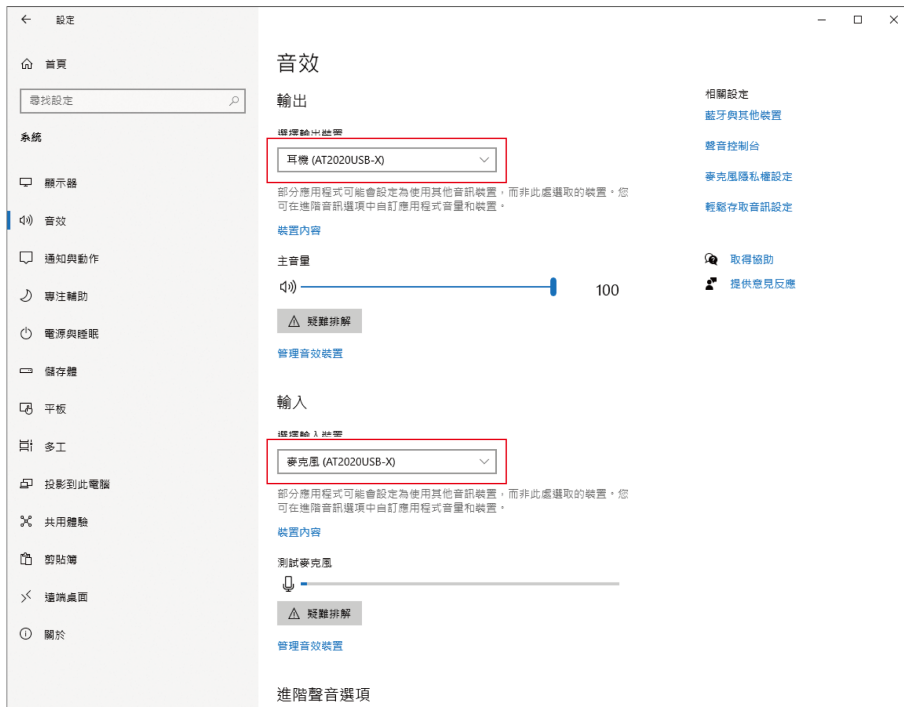 設定
首頁
尋找設定
系統
顯示器
音效
通知與動作
專注輔助
電源與睡眠
儲存體
平板
多工
投影到此電腦
共用體驗
剪貼簿
遠端桌面
關於
音效
輸出
選擇輸出裝置
耳機 (AT2020USB-X)
部分應用程式可能會設定為使用其他音訊裝置，而非此處選取的裝置。您
可在進階音訊選項中自訂應用程式音量和裝置。
裝置內容
主音量
100
疑難排解
管理音效裝置
輸入
選擇輸入裝置
麥克風 (AT2020USB-X)
部分應用程式可能會設定為使用其他音訊裝置，而非此處選取的裝置。您
可在進階音訊選項中自訂應用程式音量和裝置。
裝置內容
測試麥克風
疑難排解
管理音效裝置
進階聲音選項
相關設定
藍牙與其他裝置
聲音控制台
麥克風隱私權設定
輕鬆存取音訊設定
取得協助
提供意見反應